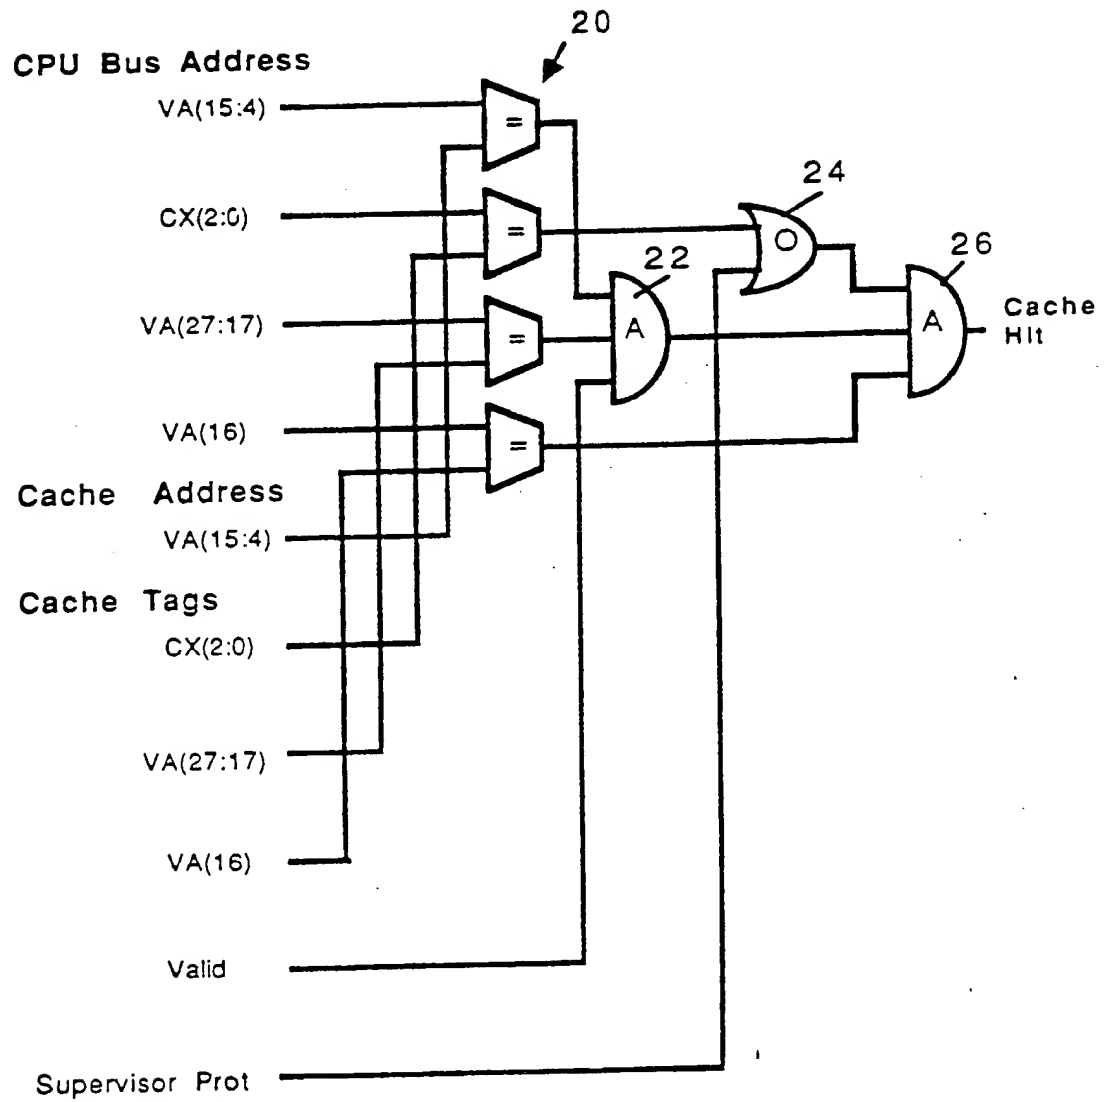 20
CPU Bus Address
VA(15:4)
=
CX(2:0)
=
24
O
22
A
26
A
VA(27:17)
=
Cache
Hit
VA(16)
=
Cache Address
VA(15:4)
Cache Tags
CX(2:0)
VA(27:17)
VA(16)
Valid
Supervisor Prot